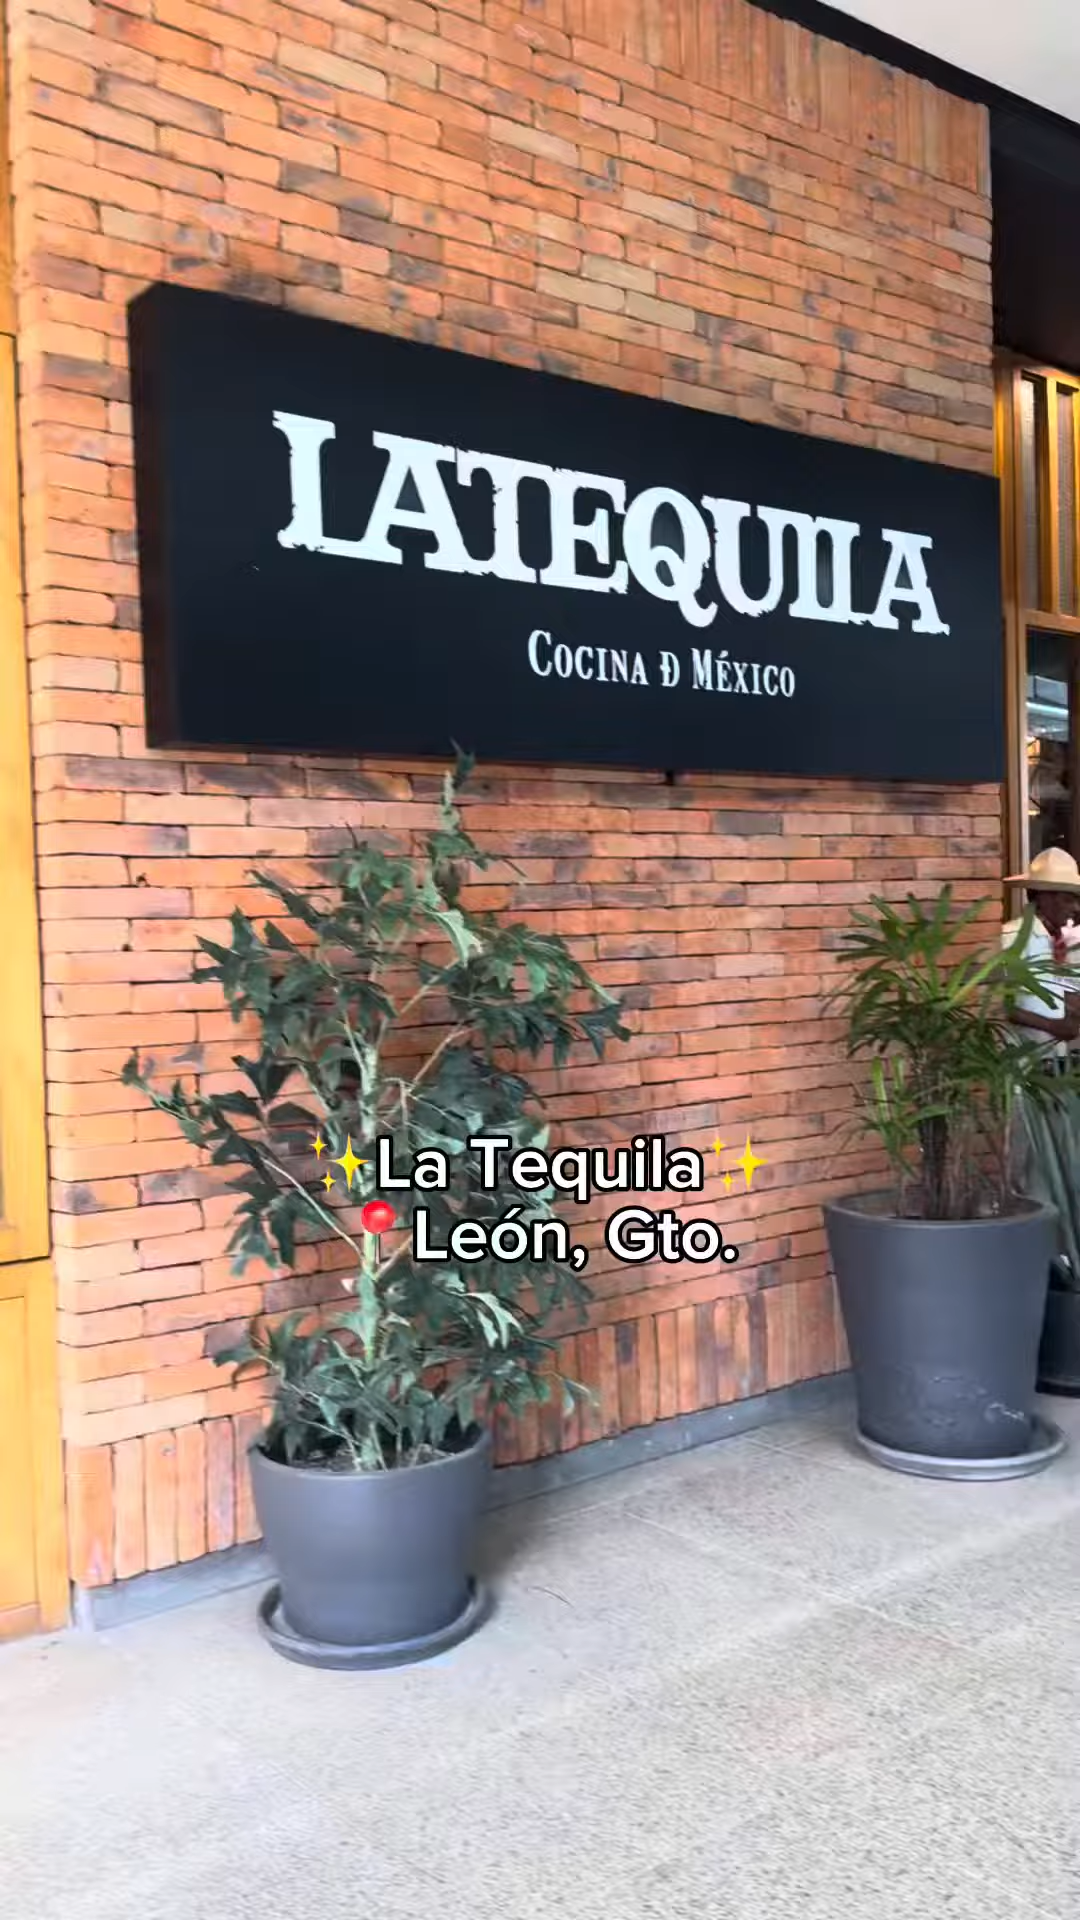 LATEQUILA
COCINA D MÉXICO
✨La Tequila✨
📍León, Gto.